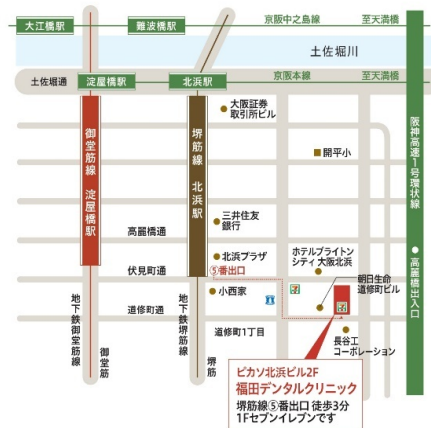 大江橋駅
難波橋駅
京阪中之島線
至天満橋
土佐堀川
土佐堀通
淀屋橋駅
北浜駅
京阪本線
至天満橋
御堂筋線 淀屋橋駅
堺筋線 北浜駅
大阪証券
取引所ビル
開平小
阪神高速1号環状線
三井住友
銀行
高麗橋通
北浜プラザ
⑤番出口
ホテルブライトン
シティ大阪北浜
高麗橋出入口
伏見町通
朝日生命
道修町ビル
小西家
道修町通
地下鉄御堂筋線
御堂筋
地下鉄堺筋線
堺筋
道修町1丁目
長谷工
コーポレーション
ピカソ北浜ビル2F
福田デンタルクリニック
堺筋線⑤番出口 徒歩3分
1Fセブンイレブンです